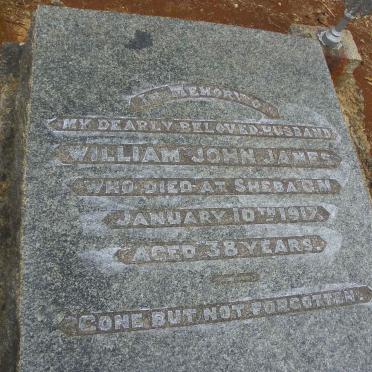 IN MEMORY OF
MY DEARLY BELOVED HUSBAND
WILLIAM JOHN JAMES
WHO DIED AT SHEBA G.M.
JANUARY 10TH 1917.
AGED 38 YEARS.
GONE BUT NOT FORGOTTEN.